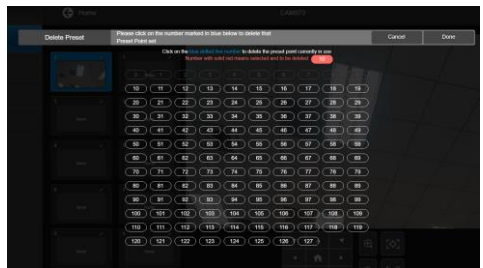 Home
Delete Preset
Please click on the number marked in blue below to delete that
Preset Point set
Cancel
Done
Click on the blue dotted line number to delete the preset point currently in use
Number with solid red means selected and to be deleted 10
10 11 12 13 14 15 16 17 18 19
20 21 22 23 24 25 26 27 28 29
30 31 32 33 34 35 36 37 38 39
40 41 42 43 44 45 46 47 48 49
50 51 52 53 54 55 56 57 58 59
60 61 62 63 64 65 66 67 68 69
70 71 72 73 74 75 76 77 78 79
80 81 82 83 84 85 86 87 88 89
90 91 92 93 94 95 96 97 98 99
100 101 102 103 104 105 106 107 108 109
110 111 112 113 114 115 116 117 118 119
120 121 122 123 124 125 126 127